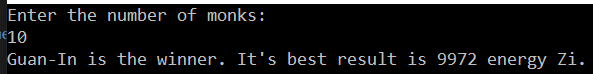 Enter the number of monks:
10
Guan-In is the winner. It's best result is 9972 energy Zi.